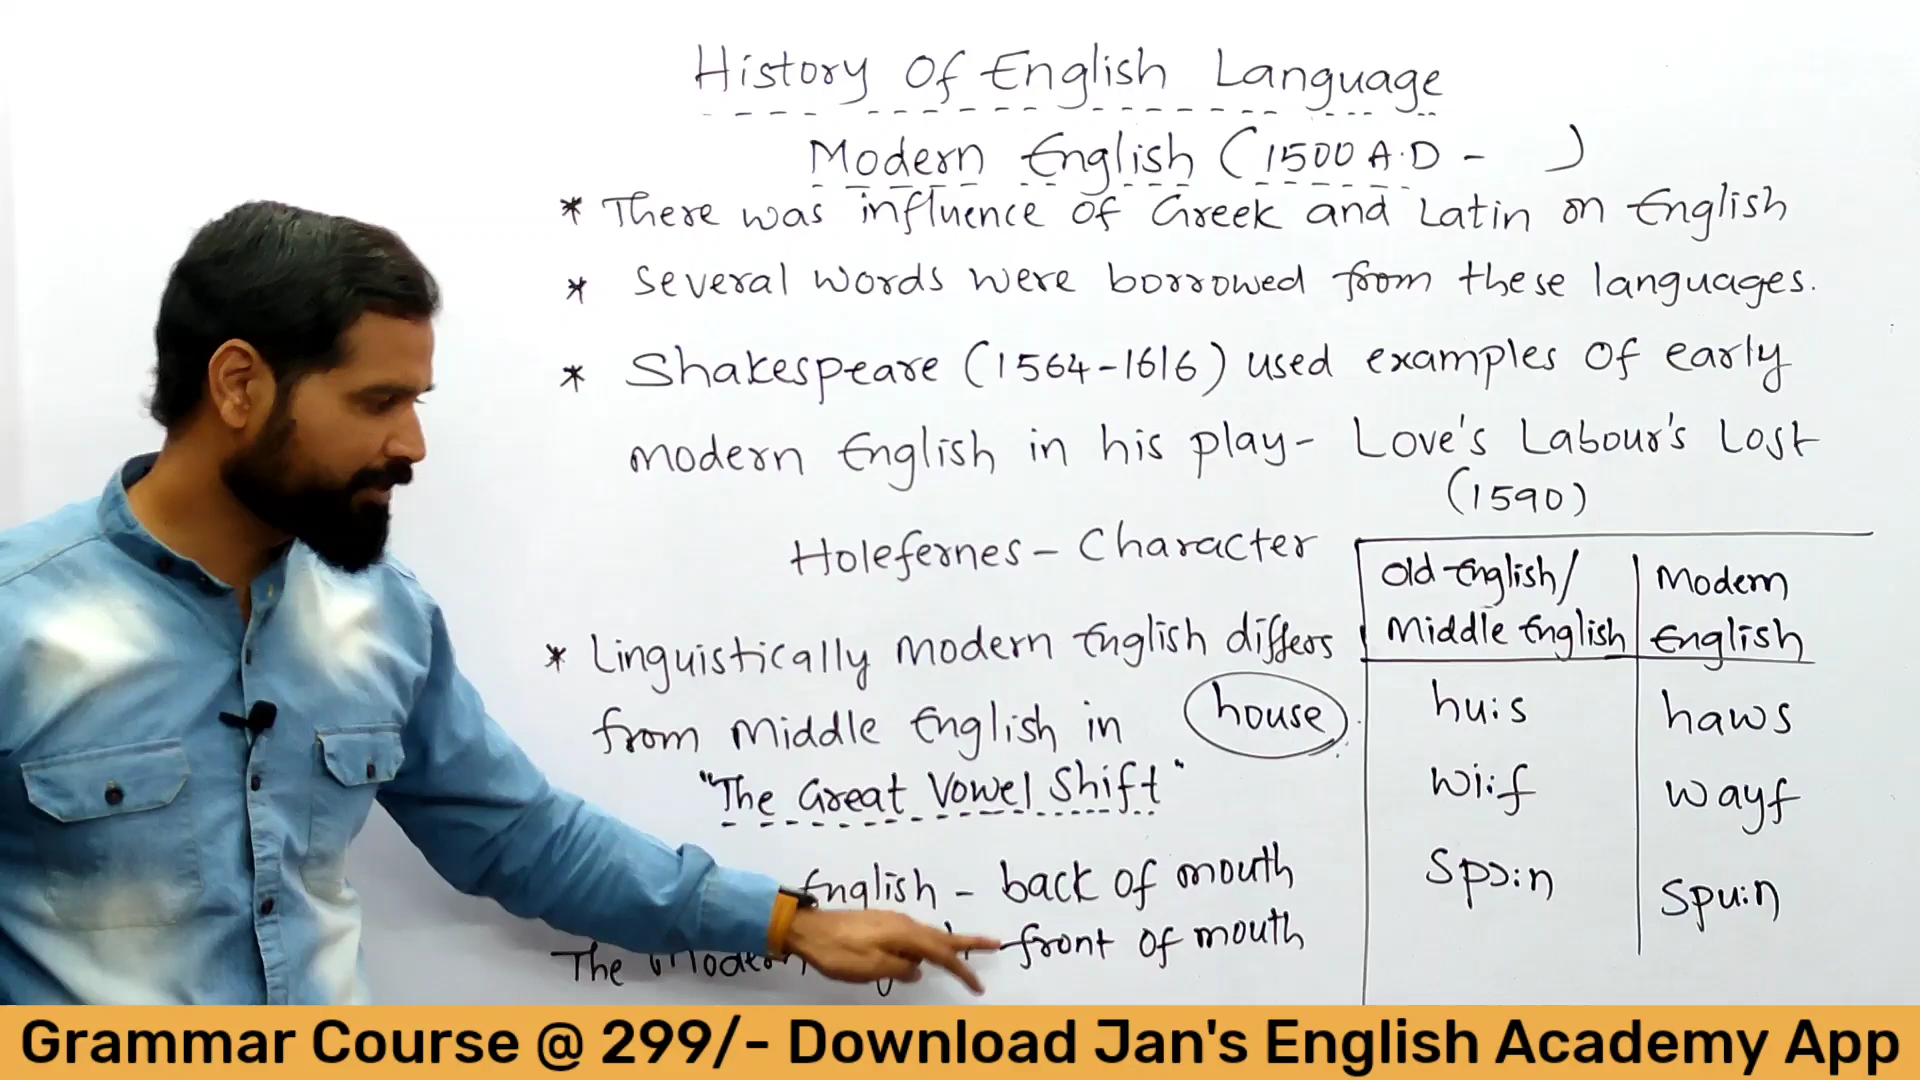 History Of English Language
Modern English (1500 A.D - )
* There was influence of Greek and Latin on English
* Several words were borrowed from these languages.
* Shakespeare (1564-1616) used examples of early
modern English in his play- Love's Labour's Lost
(1590)
Holefernes - Character
* Linguistically modern English differs
from Middle English in
house
"The Great Vowel Shift"
English - back of mouth
The Modern - front of mouth
Old English/ Modern
Middle English English
hu:s haws
wi:f wayf
spɔ:n spu:n
Grammar Course @ 299/- Download Jan's English Academy App